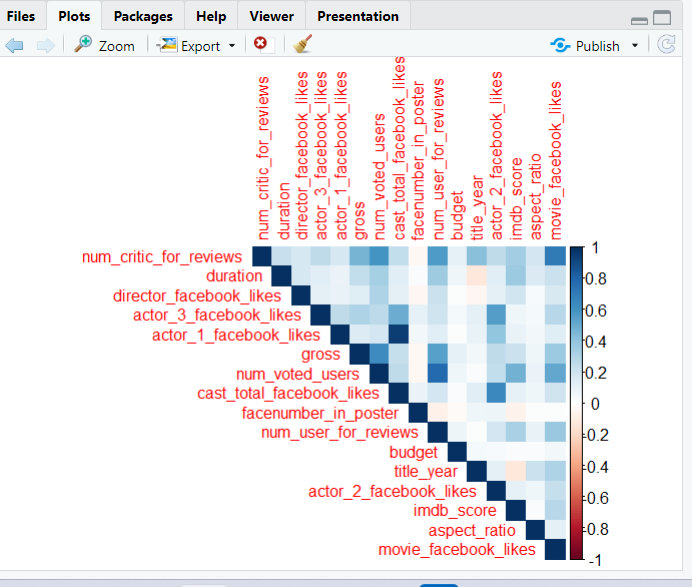 Files Plots Packages Help Viewer Presentation
Zoom Export Publish
num_critic_for_reviews
duration
director_facebook_likes
actor_3_facebook_likes
actor_1_facebook_likes
gross
num_voted_users
cast_total_facebook_likes
facenumber_in_poster
num_user_for_reviews
budget
title_year
actor_2_facebook_likes
imdb_score
aspect_ratio
movie_facebook_likes
num_critic_for_reviews
duration
director_facebook_likes
actor_3_facebook_likes
actor_1_facebook_likes
gross
num_voted_users
cast_total_facebook_likes
facenumber_in_poster
num_user_for_reviews
budget
title_year
actor_2_facebook_likes
imdb_score
aspect_ratio
movie_facebook_likes
1
0.8
0.6
0.4
0.2
0
-0.2
-0.4
-0.6
-0.8
-1